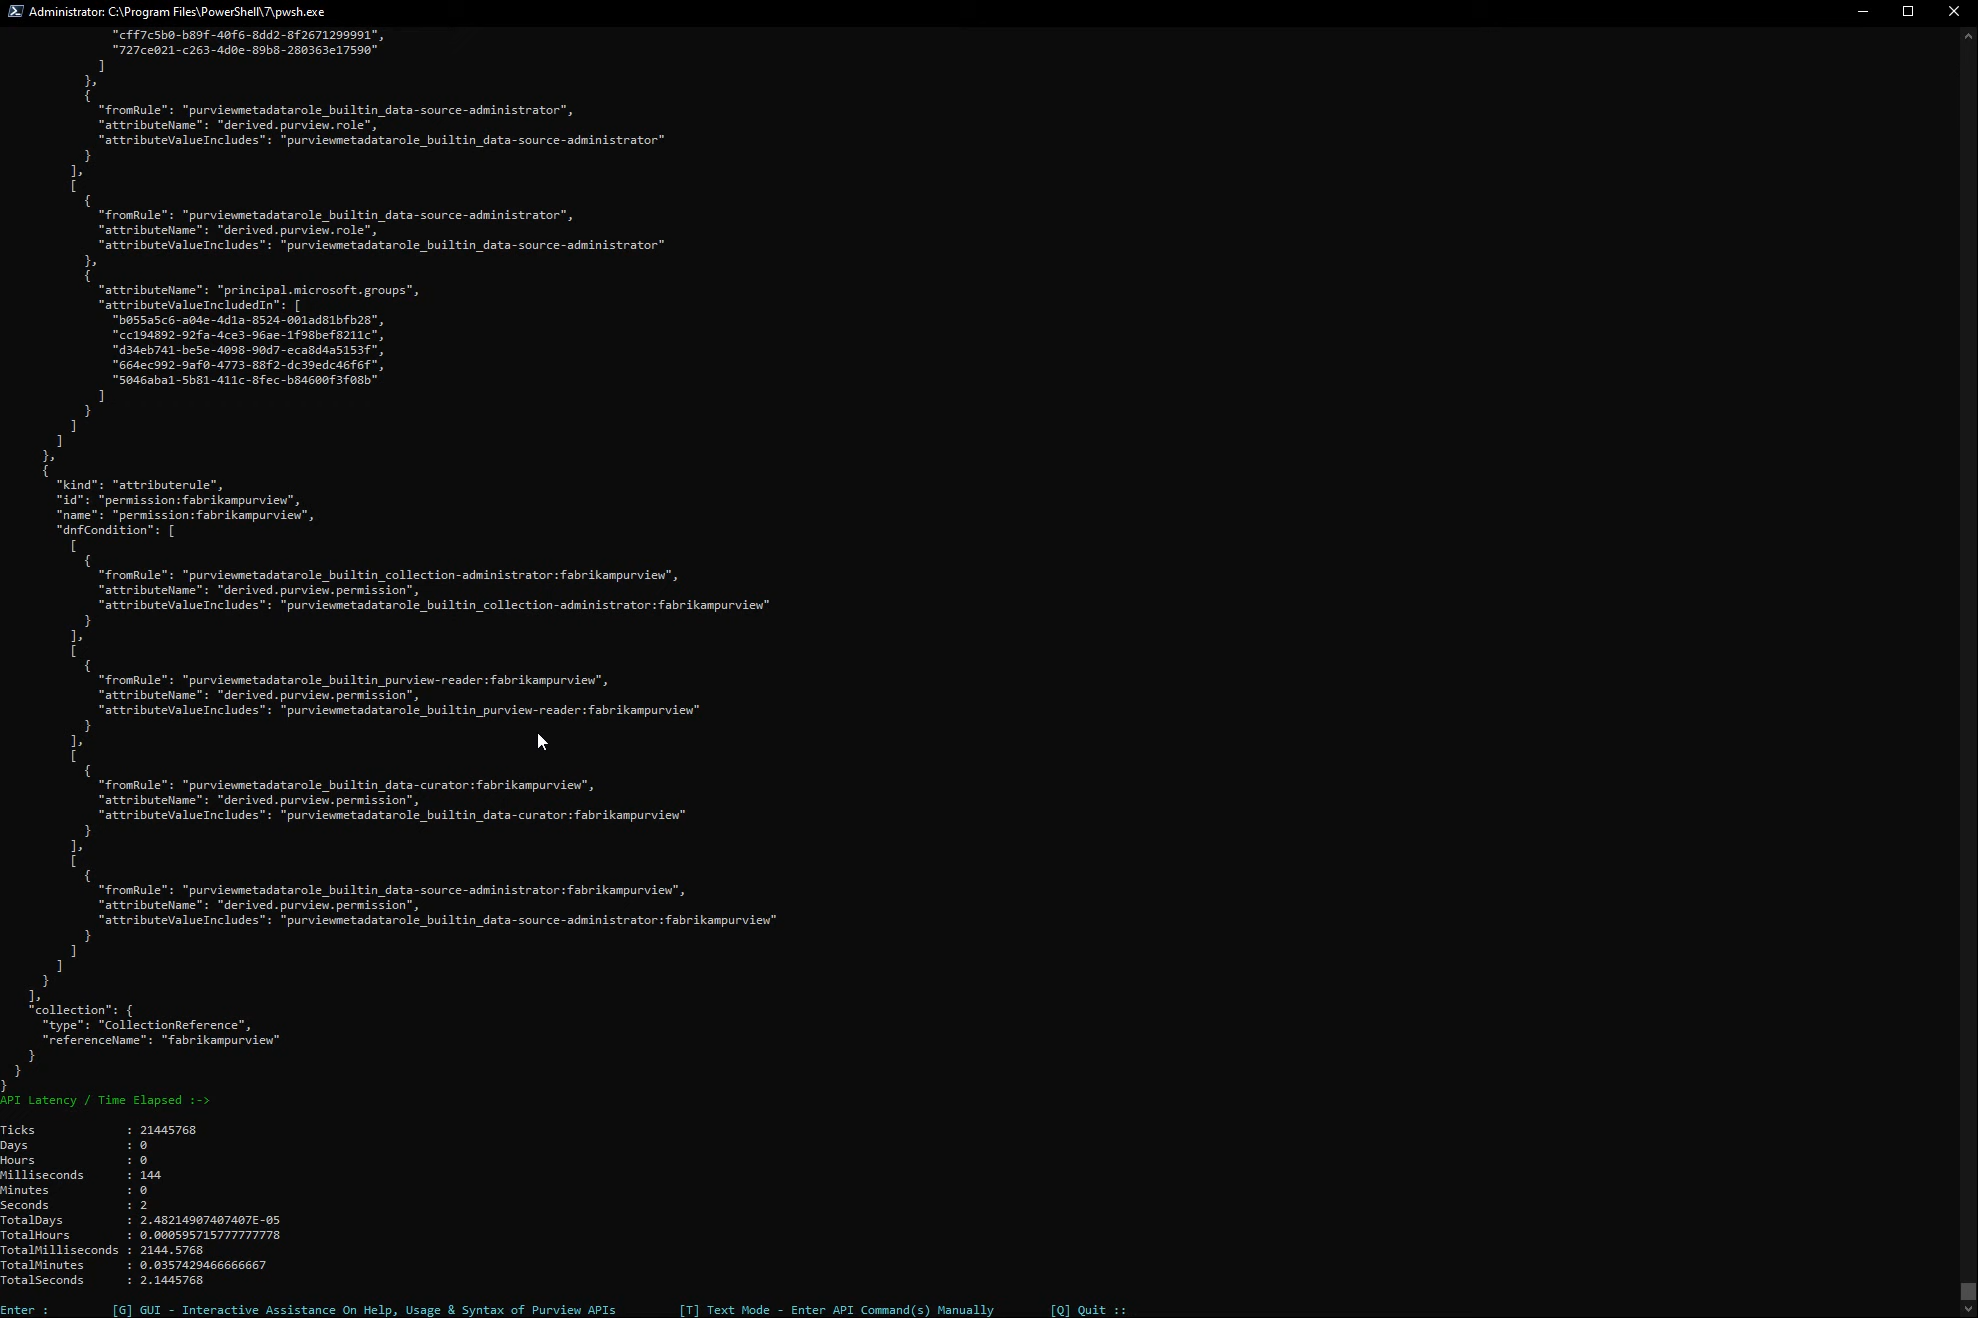 Administrator: C:\Program Files\PowerShell\7\pwsh.exe
"cff7c5b0-b89f-40f6-8dd2-8f2671299991",
"727ce021-c263-4d0e-89b8-280363e17590"
]
},
{
"fromRule": "purviewmetadatarole_builtin_data-source-administrator",
"attributeName": "derived.purview.role",
"attributeValueIncludes": "purviewmetadatarole_builtin_data-source-administrator"
}
],
[
{
"fromRule": "purviewmetadatarole_builtin_data-source-administrator",
"attributeName": "derived.purview.role",
"attributeValueIncludes": "purviewmetadatarole_builtin_data-source-administrator"
},
{
"attributeName": "principal.microsoft.groups",
"attributeValueIncludedIn": [
"b055a5c6-a04e-4d1a-8524-001ad81bfb28",
"cc194892-92fa-4ce3-96ae-1f98bef8211c",
"d34eb741-be5e-4098-90d7-eca8d4a5153f",
"664ec992-9af0-4773-88f2-dc39edc46f6f",
"5046aba1-5b81-411c-8fec-b84600f3f08b"
]
}
]
]
},
{
"kind": "attributerule",
"id": "permission:fabrikampurview",
"name": "permission:fabrikampurview",
"dnfCondition": [
[
{
"fromRule": "purviewmetadatarole_builtin_collection-administrator:fabrikampurview",
"attributeName": "derived.purview.permission",
"attributeValueIncludes": "purviewmetadatarole_builtin_collection-administrator:fabrikampurview"
}
],
[
{
"fromRule": "purviewmetadatarole_builtin_purview-reader:fabrikampurview",
"attributeName": "derived.purview.permission",
"attributeValueIncludes": "purviewmetadatarole_builtin_purview-reader:fabrikampurview"
}
],
[
{
"fromRule": "purviewmetadatarole_builtin_data-curator:fabrikampurview",
"attributeName": "derived.purview.permission",
"attributeValueIncludes": "purviewmetadatarole_builtin_data-curator:fabrikampurview"
}
],
[
{
"fromRule": "purviewmetadatarole_builtin_data-source-administrator:fabrikampurview",
"attributeName": "derived.purview.permission",
"attributeValueIncludes": "purviewmetadatarole_builtin_data-source-administrator:fabrikampurview"
}
]
]
}
],
"collection": {
"type": "CollectionReference",
"referenceName": "fabrikampurview"
}
}
}
API Latency / Time Elapsed :->
Ticks : 21445768
Days : 0
Hours : 0
Milliseconds : 144
Minutes : 0
Seconds : 2
TotalDays : 2.48214907407407E-05
TotalHours : 0.000595715777777778
TotalMilliseconds : 2144.5768
TotalMinutes : 0.0357429466666667
TotalSeconds : 2.1445768
Enter : [G] GUI - Interactive Assistance On Help, Usage & Syntax of Purview APIs [T] Text Mode - Enter API Command(s) Manually [Q] Quit ::